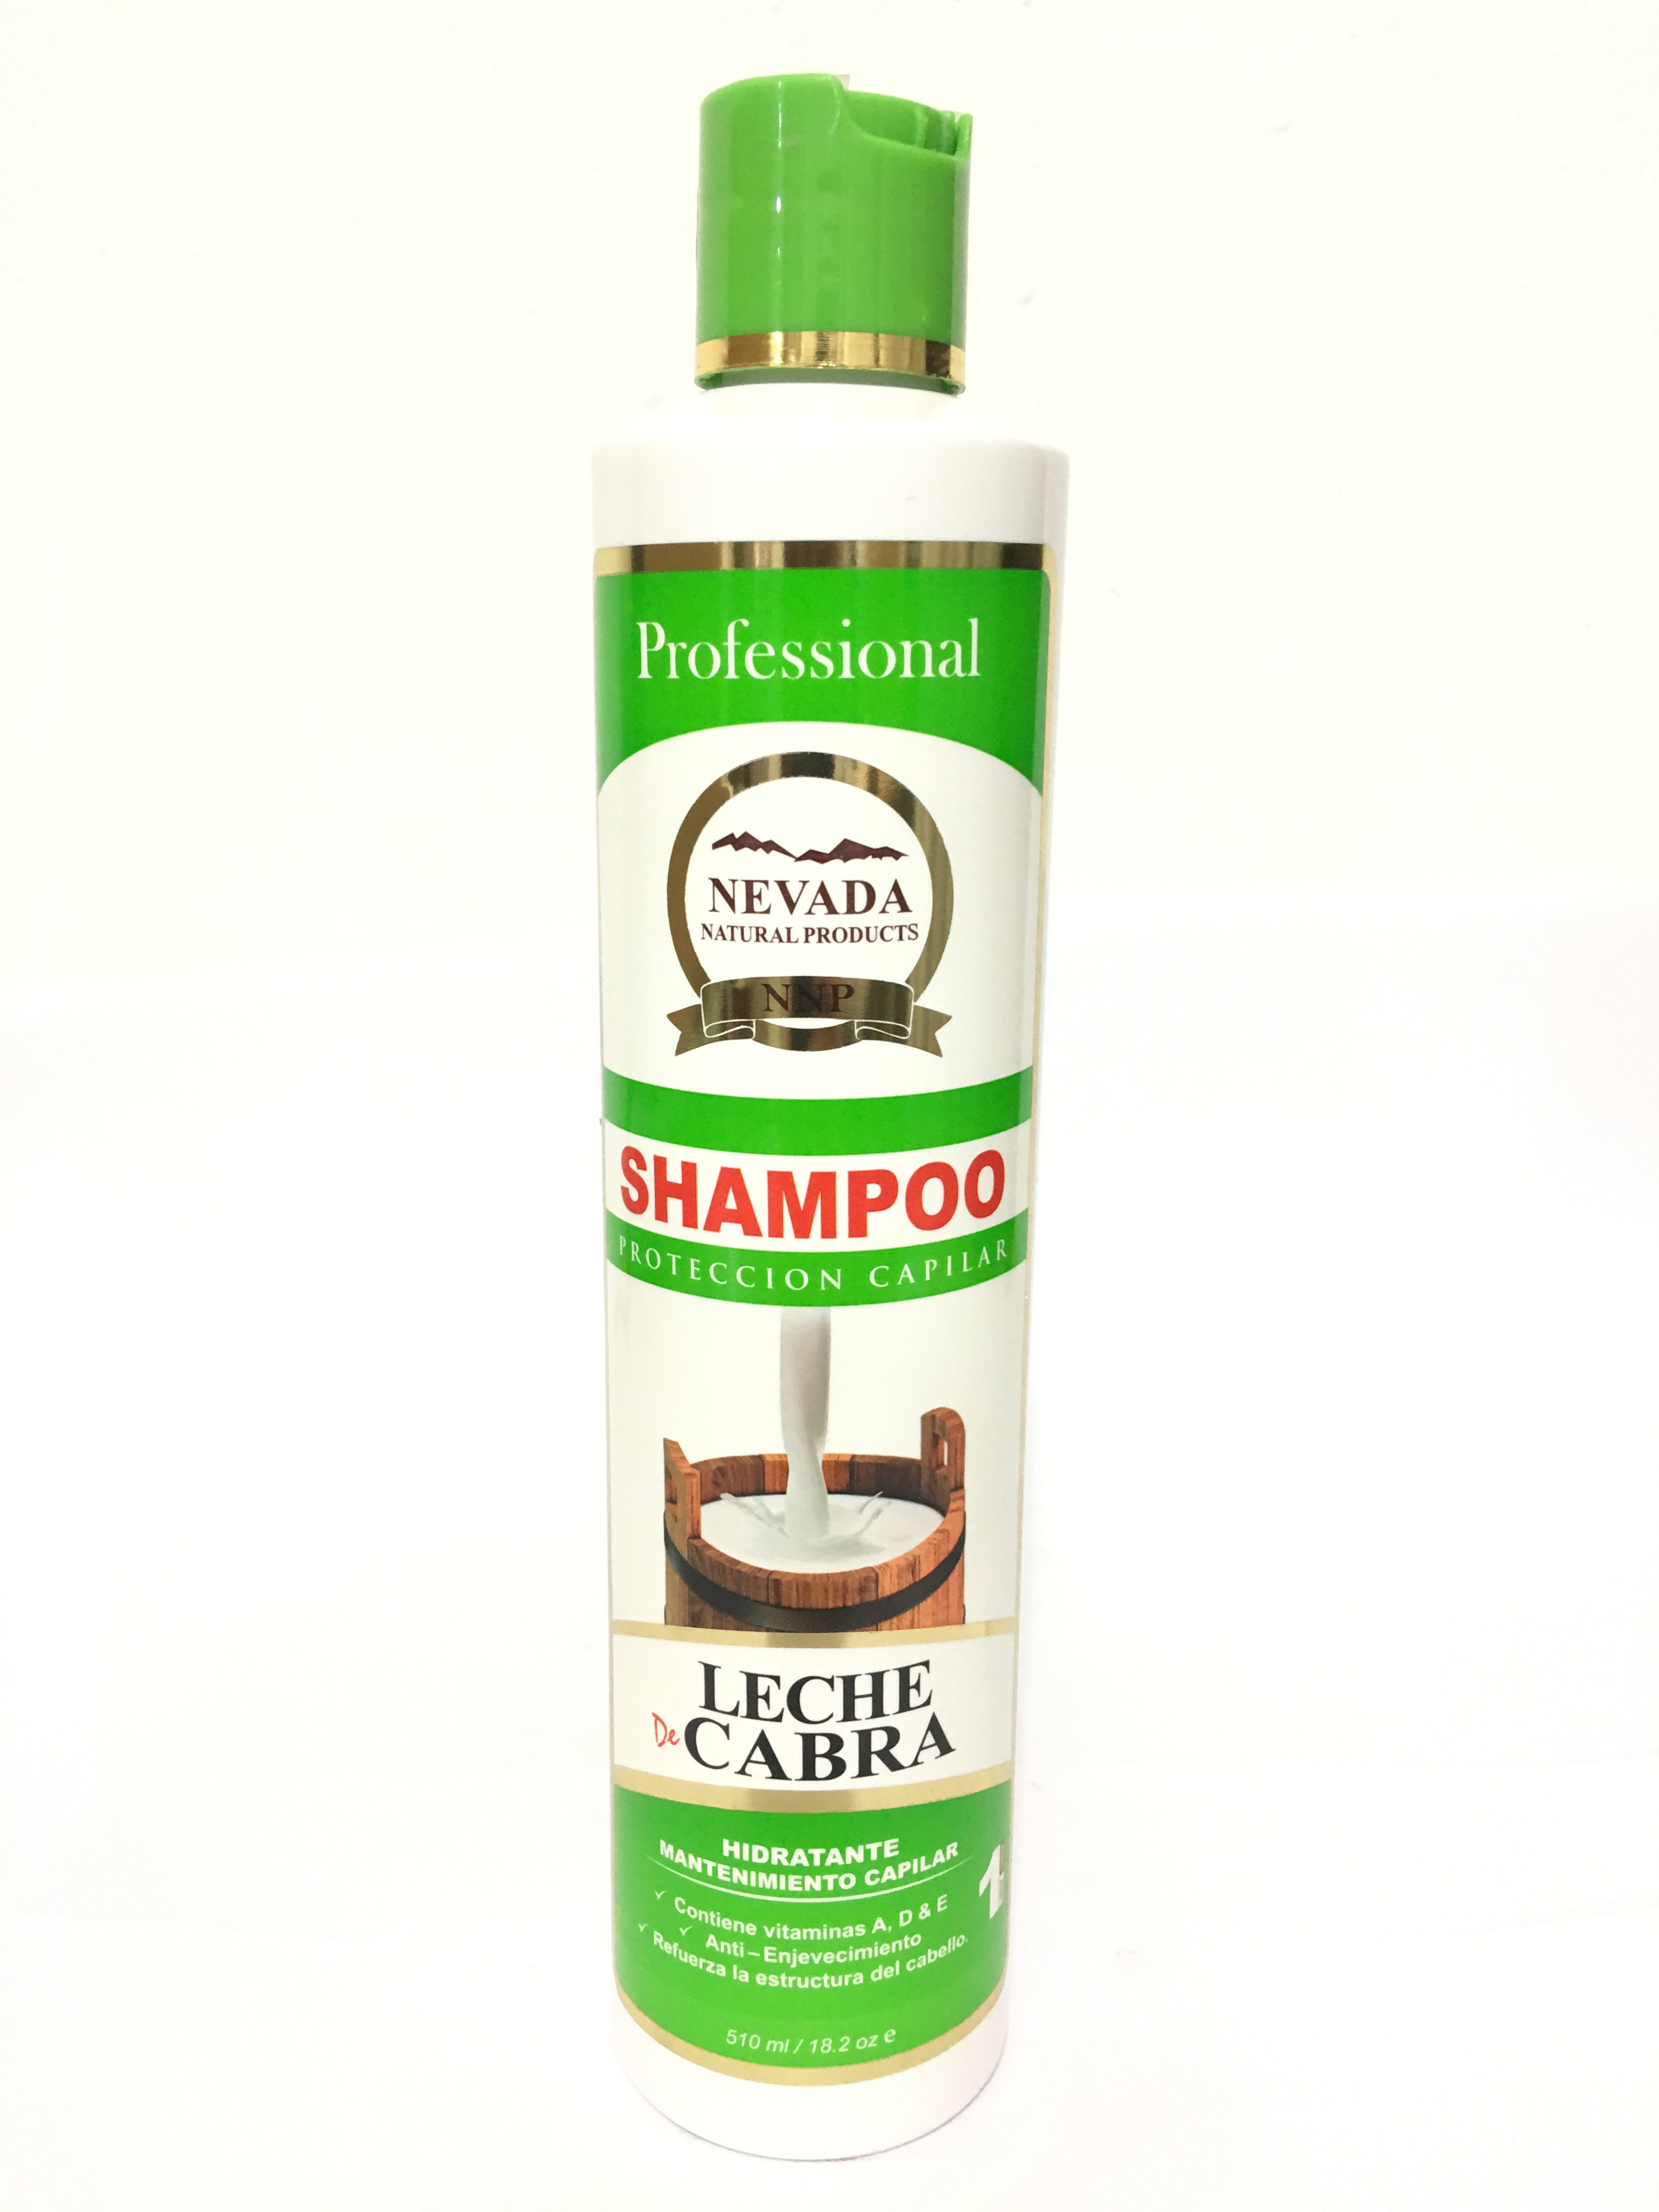 Professional
NEVADA
NATURAL PRODUCTS
NNP
SHAMPOO
PROTECCION CAPILAR
LECHE
De CABRA
HIDRATANTE
MANTENIMIENTO CAPILAR
1
✓ Contiene vitaminas A, D & E
✓ Anti-Enjevecimiento
✓ Refuerza la estructura del cabello.
510 ml / 18.2 oz e